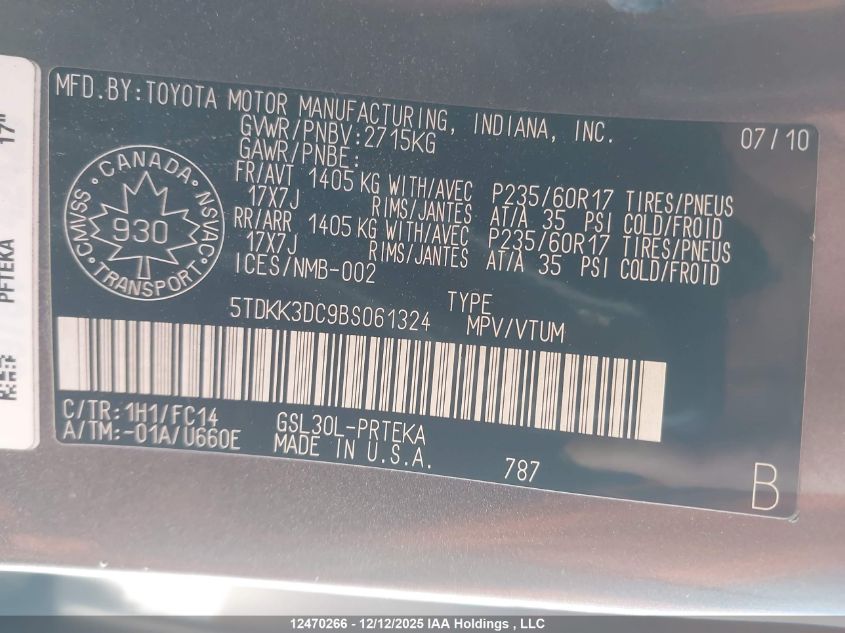 MFD.BY:TOYOTA MOTOR MANUFACTURING, INDIANA, INC. 07/10
GVWR/PNBV:2715KG
GAWR/PNBE:
FR/AVT 1405 KG WITH/AVEC P235/60R17 TIRES/PNEUS
17X7J RIMS/JANTES AT/A 35 PSI COLD/FROID
RR/ARR 1405 KG WITH/AVEC P235/60R17 TIRES/PNEUS
17X7J RIMS/JANTES AT/A 35 PSI COLD/FROID
ICES/NMB-002
CANADA
CMVSS NSVAC
930
TRANSPORT
TYPE
5TDKK3DC9BS061324 MPV/VTUM
C/TR:1H1/FC14 GSL30L-PRTEKA
A/TM:-01A/U660E MADE IN U.S.A. 787
B
17"
PFTEKA
12470266 - 12/12/2025 IAA Holdings , LLC